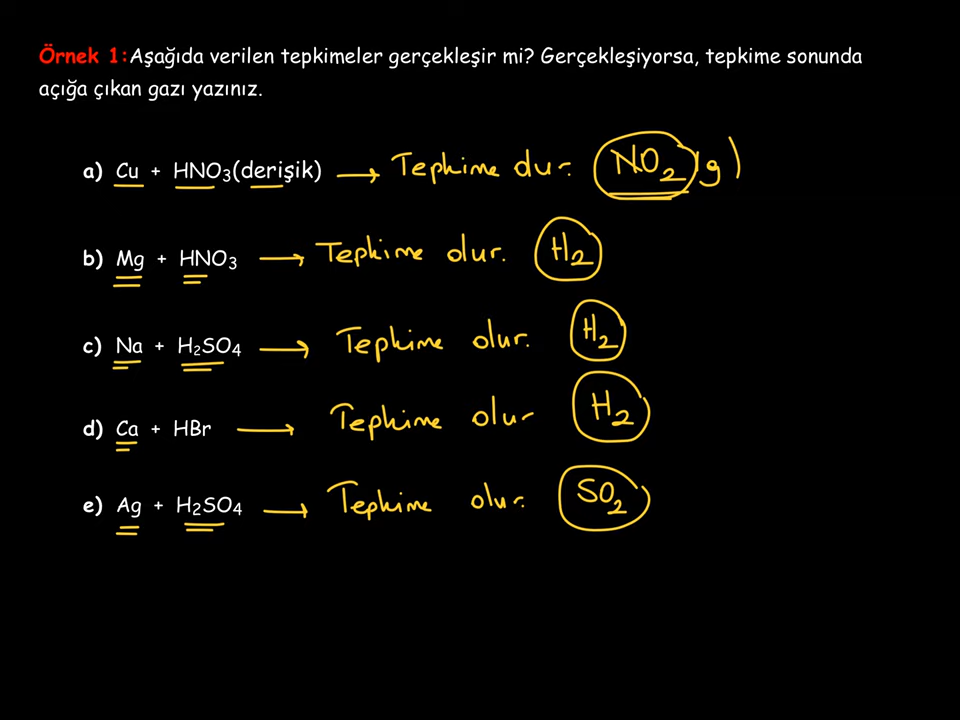 Örnek 1:Aşağıda verilen tepkimeler gerçekleşir mi? Gerçekleşiyorsa, tepkime sonunda
açığa çıkan gazı yazınız.
a) Cu + HNO₃(derişik) → Tepkime olur. NO₂(g)
b) Mg + HNO₃ → Tepkime olur. H₂
c) Na + H₂SO₄ → Tepkime olur. H₂
d) Ca + HBr → Tepkime olur H₂
e) Ag + H₂SO₄ → Tepkime olur. SO₂